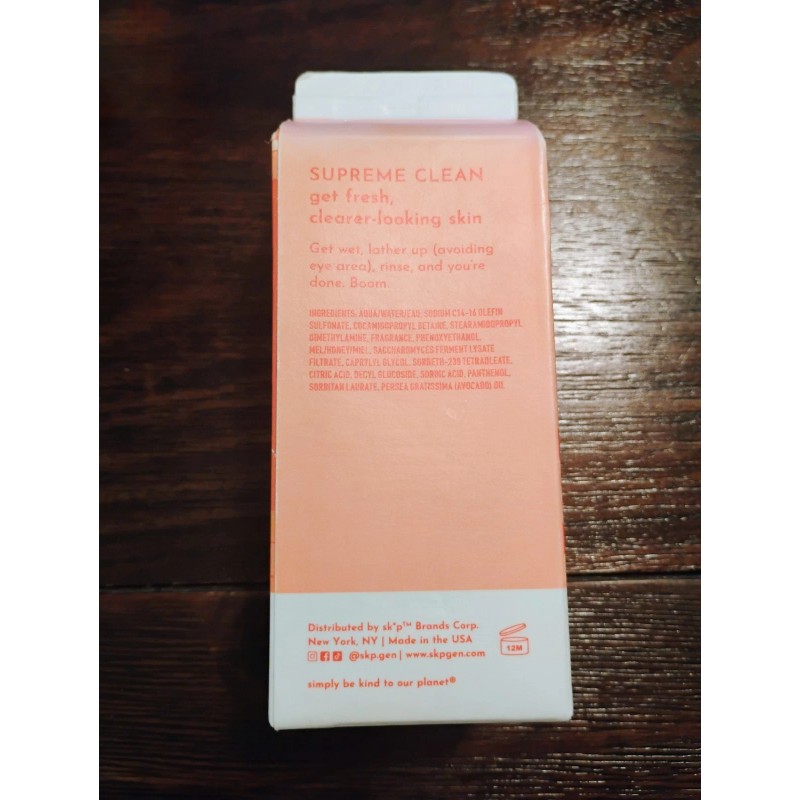 SUPREME CLEAN
get fresh,
clearer-looking skin
Get wet, lather up (avoiding
eye area), rinse, and you're
done. Boom.
INGREDIENTS: AQUA/WATER/EAU, SODIUM C14-16 OLEFIN
SULFONATE, COCAMIDOPROPYL BETAINE, STEARAMIDOPROPYL
DIMETHYLAMINE, FRAGRANCE, PHENOXYETHANOL,
MEL/HONEY/MIEL, SACCHAROMYCES FERMENT LYSATE
FILTRATE, CAPRYLYL GLYCOL, SORBETH-230 TETRAOLEATE,
CITRIC ACID, DECYL GLUCOSIDE, SORBIC ACID, PANTHENOL,
SORBITAN LAURATE, PERSEA GRATISSIMA (AVOCADO) OIL.
Distributed by sk*p™ Brands Corp.
New York, NY | Made in the USA
@skp.gen | www.skpgen.com
12M
simply be kind to our planet®